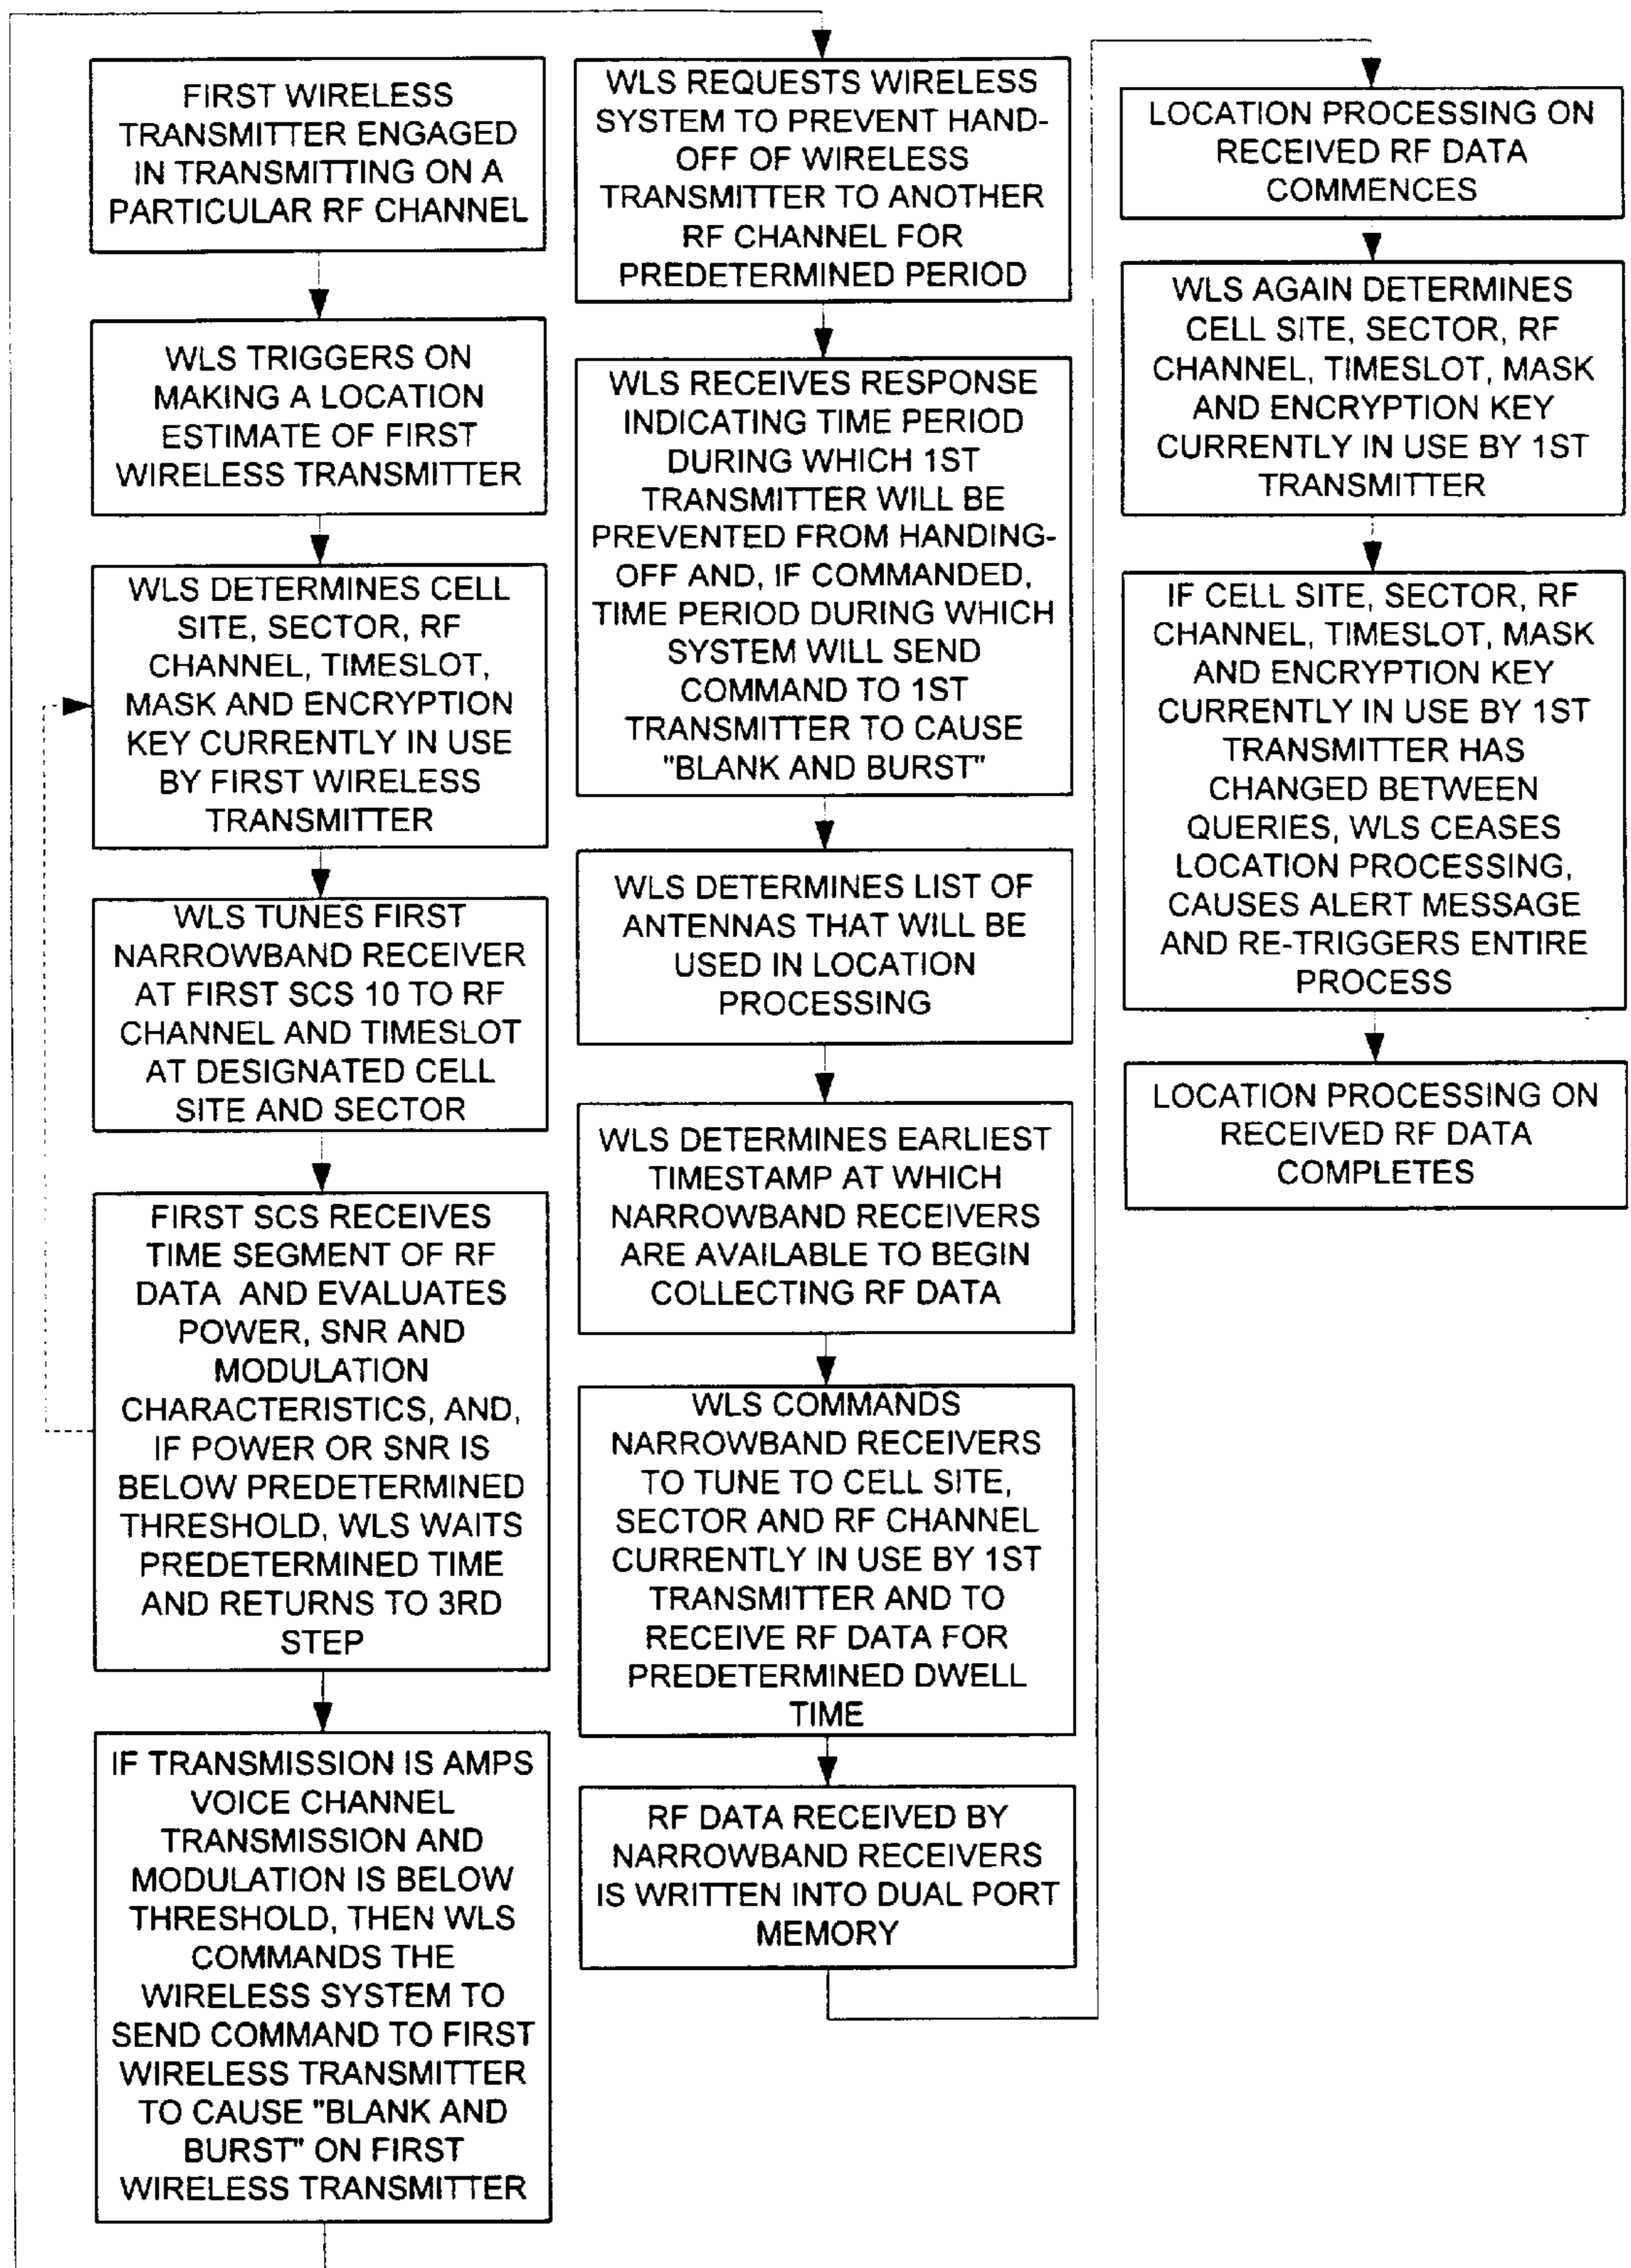 FIRST WIRELESS
TRANSMITTER ENGAGED
IN TRANSMITTING ON A
PARTICULAR RF CHANNEL
WLS TRIGGERS ON
MAKING A LOCATION
ESTIMATE OF FIRST
WIRELESS TRANSMITTER
WLS DETERMINES CELL
SITE, SECTOR, RF
CHANNEL, TIMESLOT,
MASK AND ENCRYPTION
KEY CURRENTLY IN USE
BY FIRST WIRELESS
TRANSMITTER
WLS TUNES FIRST
NARROWBAND RECEIVER
AT FIRST SCS 10 TO RF
CHANNEL AND TIMESLOT
AT DESIGNATED CELL
SITE AND SECTOR
FIRST SCS RECEIVES
TIME SEGMENT OF RF
DATA AND EVALUATES
POWER, SNR AND
MODULATION
CHARACTERISTICS, AND,
IF POWER OR SNR IS
BELOW PREDETERMINED
THRESHOLD, WLS WAITS
PREDETERMINED TIME
AND RETURNS TO 3RD
STEP
IF TRANSMISSION IS AMPS
VOICE CHANNEL
TRANSMISSION AND
MODULATION IS BELOW
THRESHOLD, THEN WLS
COMMANDS THE
WIRELESS SYSTEM TO
SEND COMMAND TO FIRST
WIRELESS TRANSMITTER
TO CAUSE "BLANK AND
BURST" ON FIRST
WIRELESS TRANSMITTER
WLS REQUESTS WIRELESS
SYSTEM TO PREVENT HAND-
OFF OF WIRELESS
TRANSMITTER TO ANOTHER
RF CHANNEL FOR
PREDETERMINED PERIOD
WLS RECEIVES RESPONSE
INDICATING TIME PERIOD
DURING WHICH 1ST
TRANSMITTER WILL BE
PREVENTED FROM HANDING-
OFF AND, IF COMMANDED,
TIME PERIOD DURING WHICH
SYSTEM WILL SEND
COMMAND TO 1ST
TRANSMITTER TO CAUSE
"BLANK AND BURST"
WLS DETERMINES LIST OF
ANTENNAS THAT WILL BE
USED IN LOCATION
PROCESSING
WLS DETERMINES EARLIEST
TIMESTAMP AT WHICH
NARROWBAND RECEIVERS
ARE AVAILABLE TO BEGIN
COLLECTING RF DATA
WLS COMMANDS
NARROWBAND RECEIVERS
TO TUNE TO CELL SITE,
SECTOR AND RF CHANNEL
CURRENTLY IN USE BY 1ST
TRANSMITTER AND TO
RECEIVE RF DATA FOR
PREDETERMINED DWELL
TIME
RF DATA RECEIVED BY
NARROWBAND RECEIVERS
IS WRITTEN INTO DUAL PORT
MEMORY
LOCATION PROCESSING ON
RECEIVED RF DATA
COMMENCES
WLS AGAIN DETERMINES
CELL SITE, SECTOR, RF
CHANNEL, TIMESLOT, MASK
AND ENCRYPTION KEY
CURRENTLY IN USE BY 1ST
TRANSMITTER
IF CELL SITE, SECTOR, RF
CHANNEL, TIMESLOT, MASK
AND ENCRYPTION KEY
CURRENTLY IN USE BY 1ST
TRANSMITTER HAS
CHANGED BETWEEN
QUERIES, WLS CEASES
LOCATION PROCESSING,
CAUSES ALERT MESSAGE
AND RE-TRIGGERS ENTIRE
PROCESS
LOCATION PROCESSING ON
RECEIVED RF DATA
COMPLETES